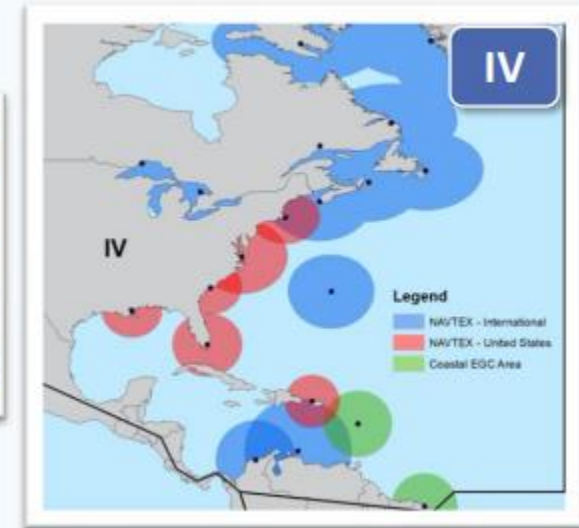 IV
IV
Legend
NAVTEX - International
NAVTEX - United States
Coastal EGC Area